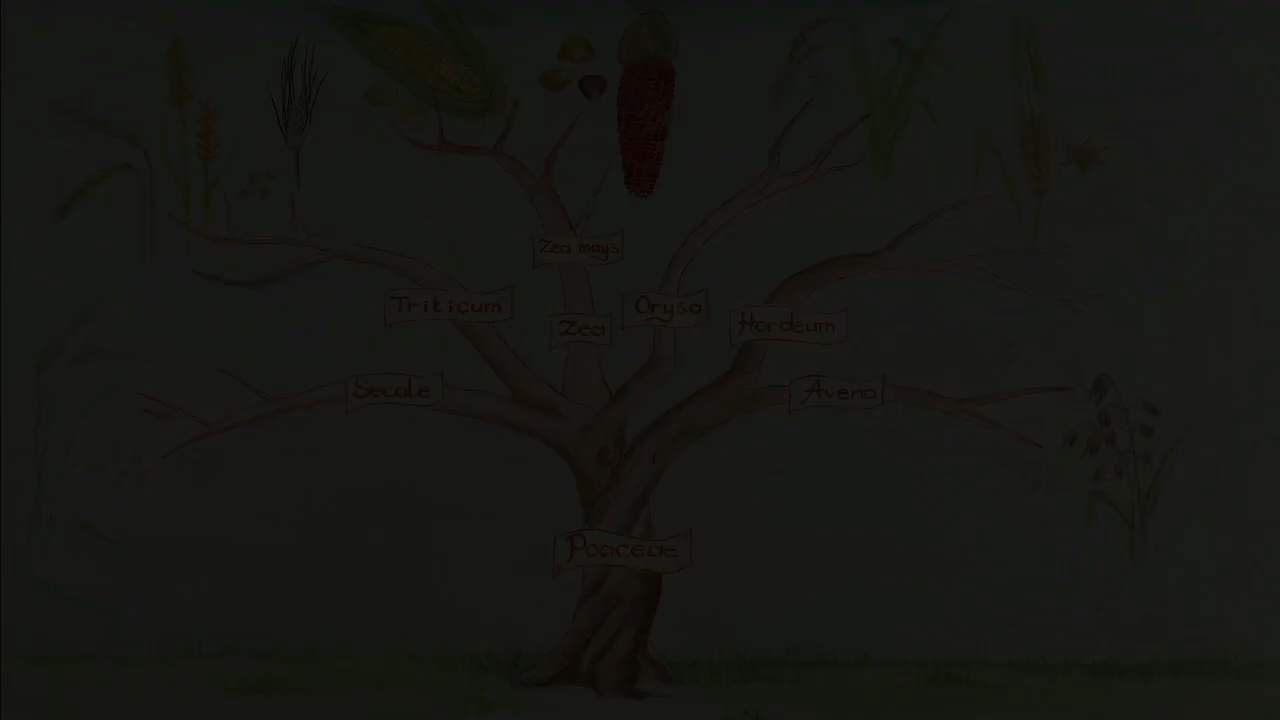 Zea mays
Triticum
Zea
Orysa
Hordeum
Secale
Avena
Poaceae